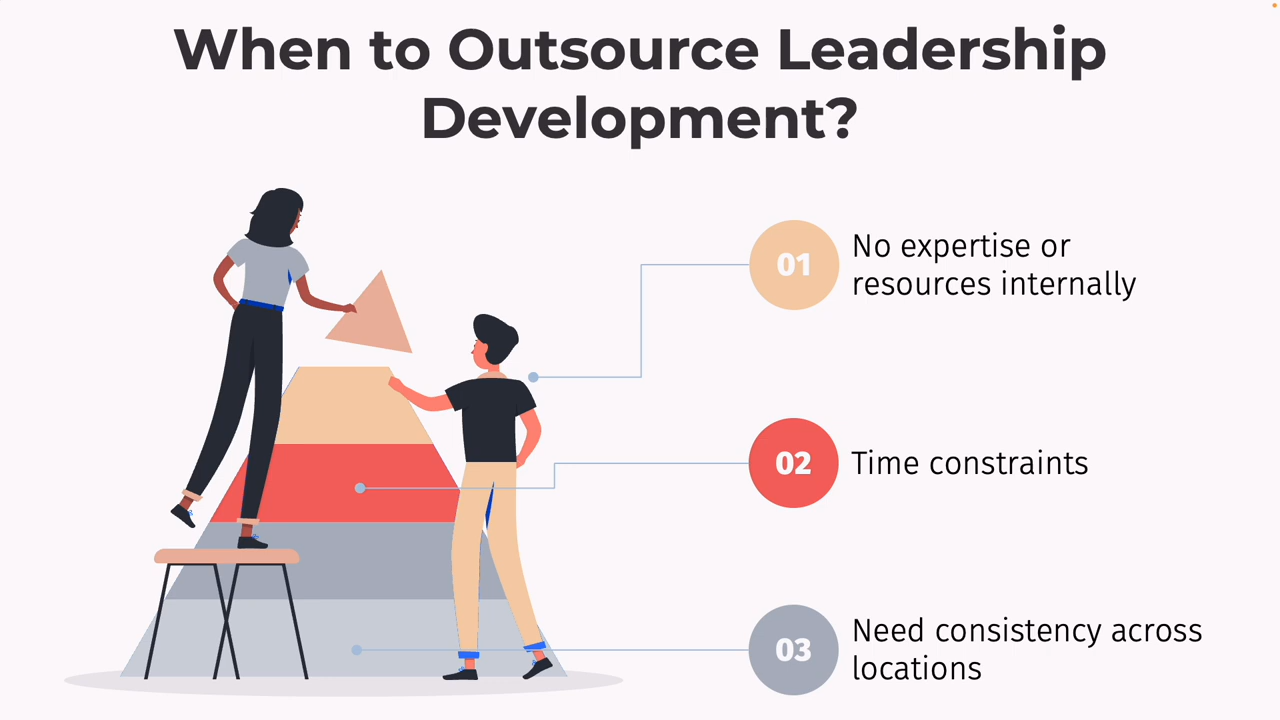 When to Outsource Leadership
Development?
01
No expertise or
resources internally
02
Time constraints
03
Need consistency across
locations